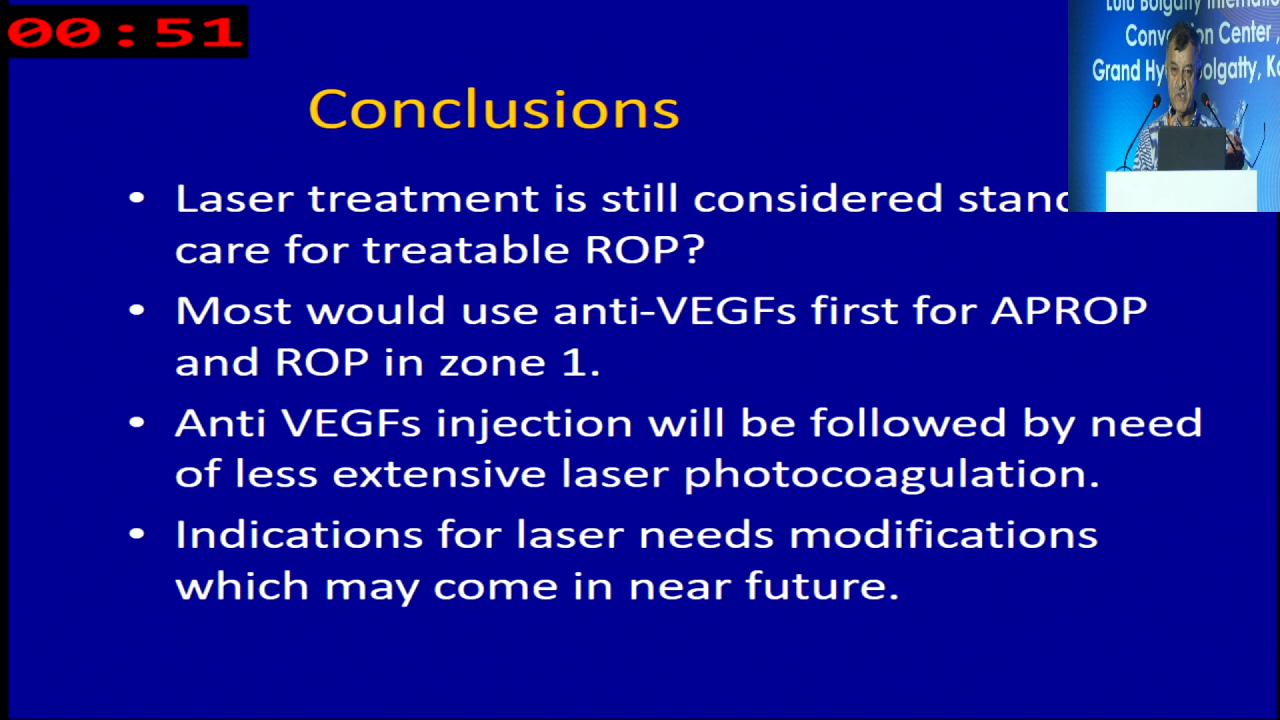 00:51
Lulu Bolgatty
Convention Center ,
Grand Hy olgatty,
Conclusions
• Laser treatment is still considered stand
care for treatable ROP?
• Most would use anti-VEGFs first for APROP
and ROP in zone 1.
• Anti VEGFs injection will be followed by need
of less extensive laser photocoagulation.
• Indications for laser needs modifications
which may come in near future.